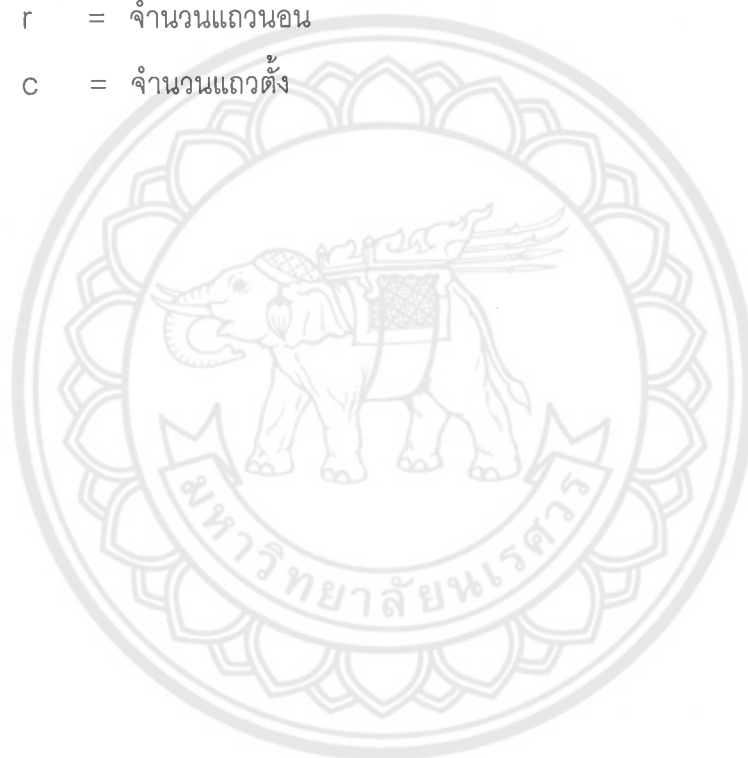 r = จำนวนแถวนอน
c = จำนวนแถวตั้ง
มหาวิทยาลัยนเรศวร